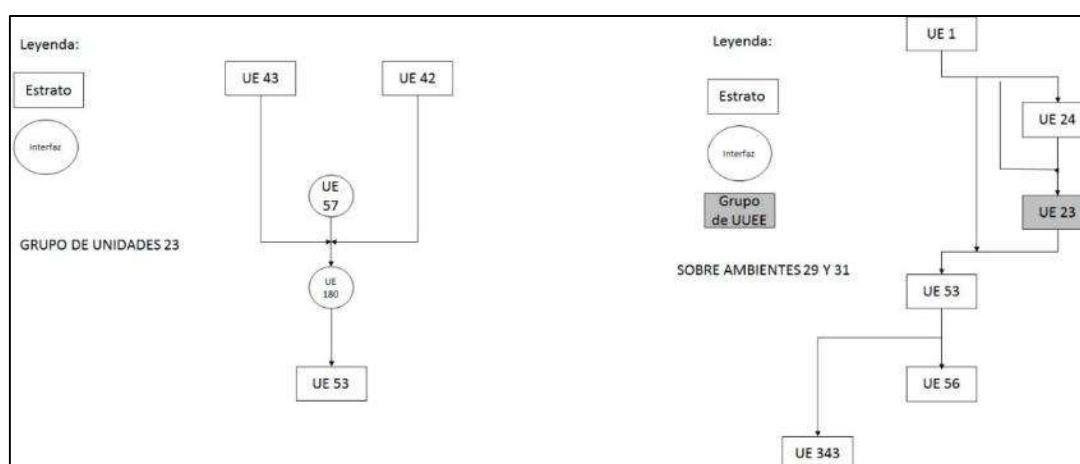 Leyenda:
Estrato
Interfaz
GRUPO DE UNIDADES 23
UE 43
UE 42
UE
57
UE
180
UE 53
Leyenda:
Estrato
Interfaz
Grupo
de UUEE
SOBRE AMBIENTES 29 Y 31
UE 1
UE 24
UE 23
UE 53
UE 56
UE 343